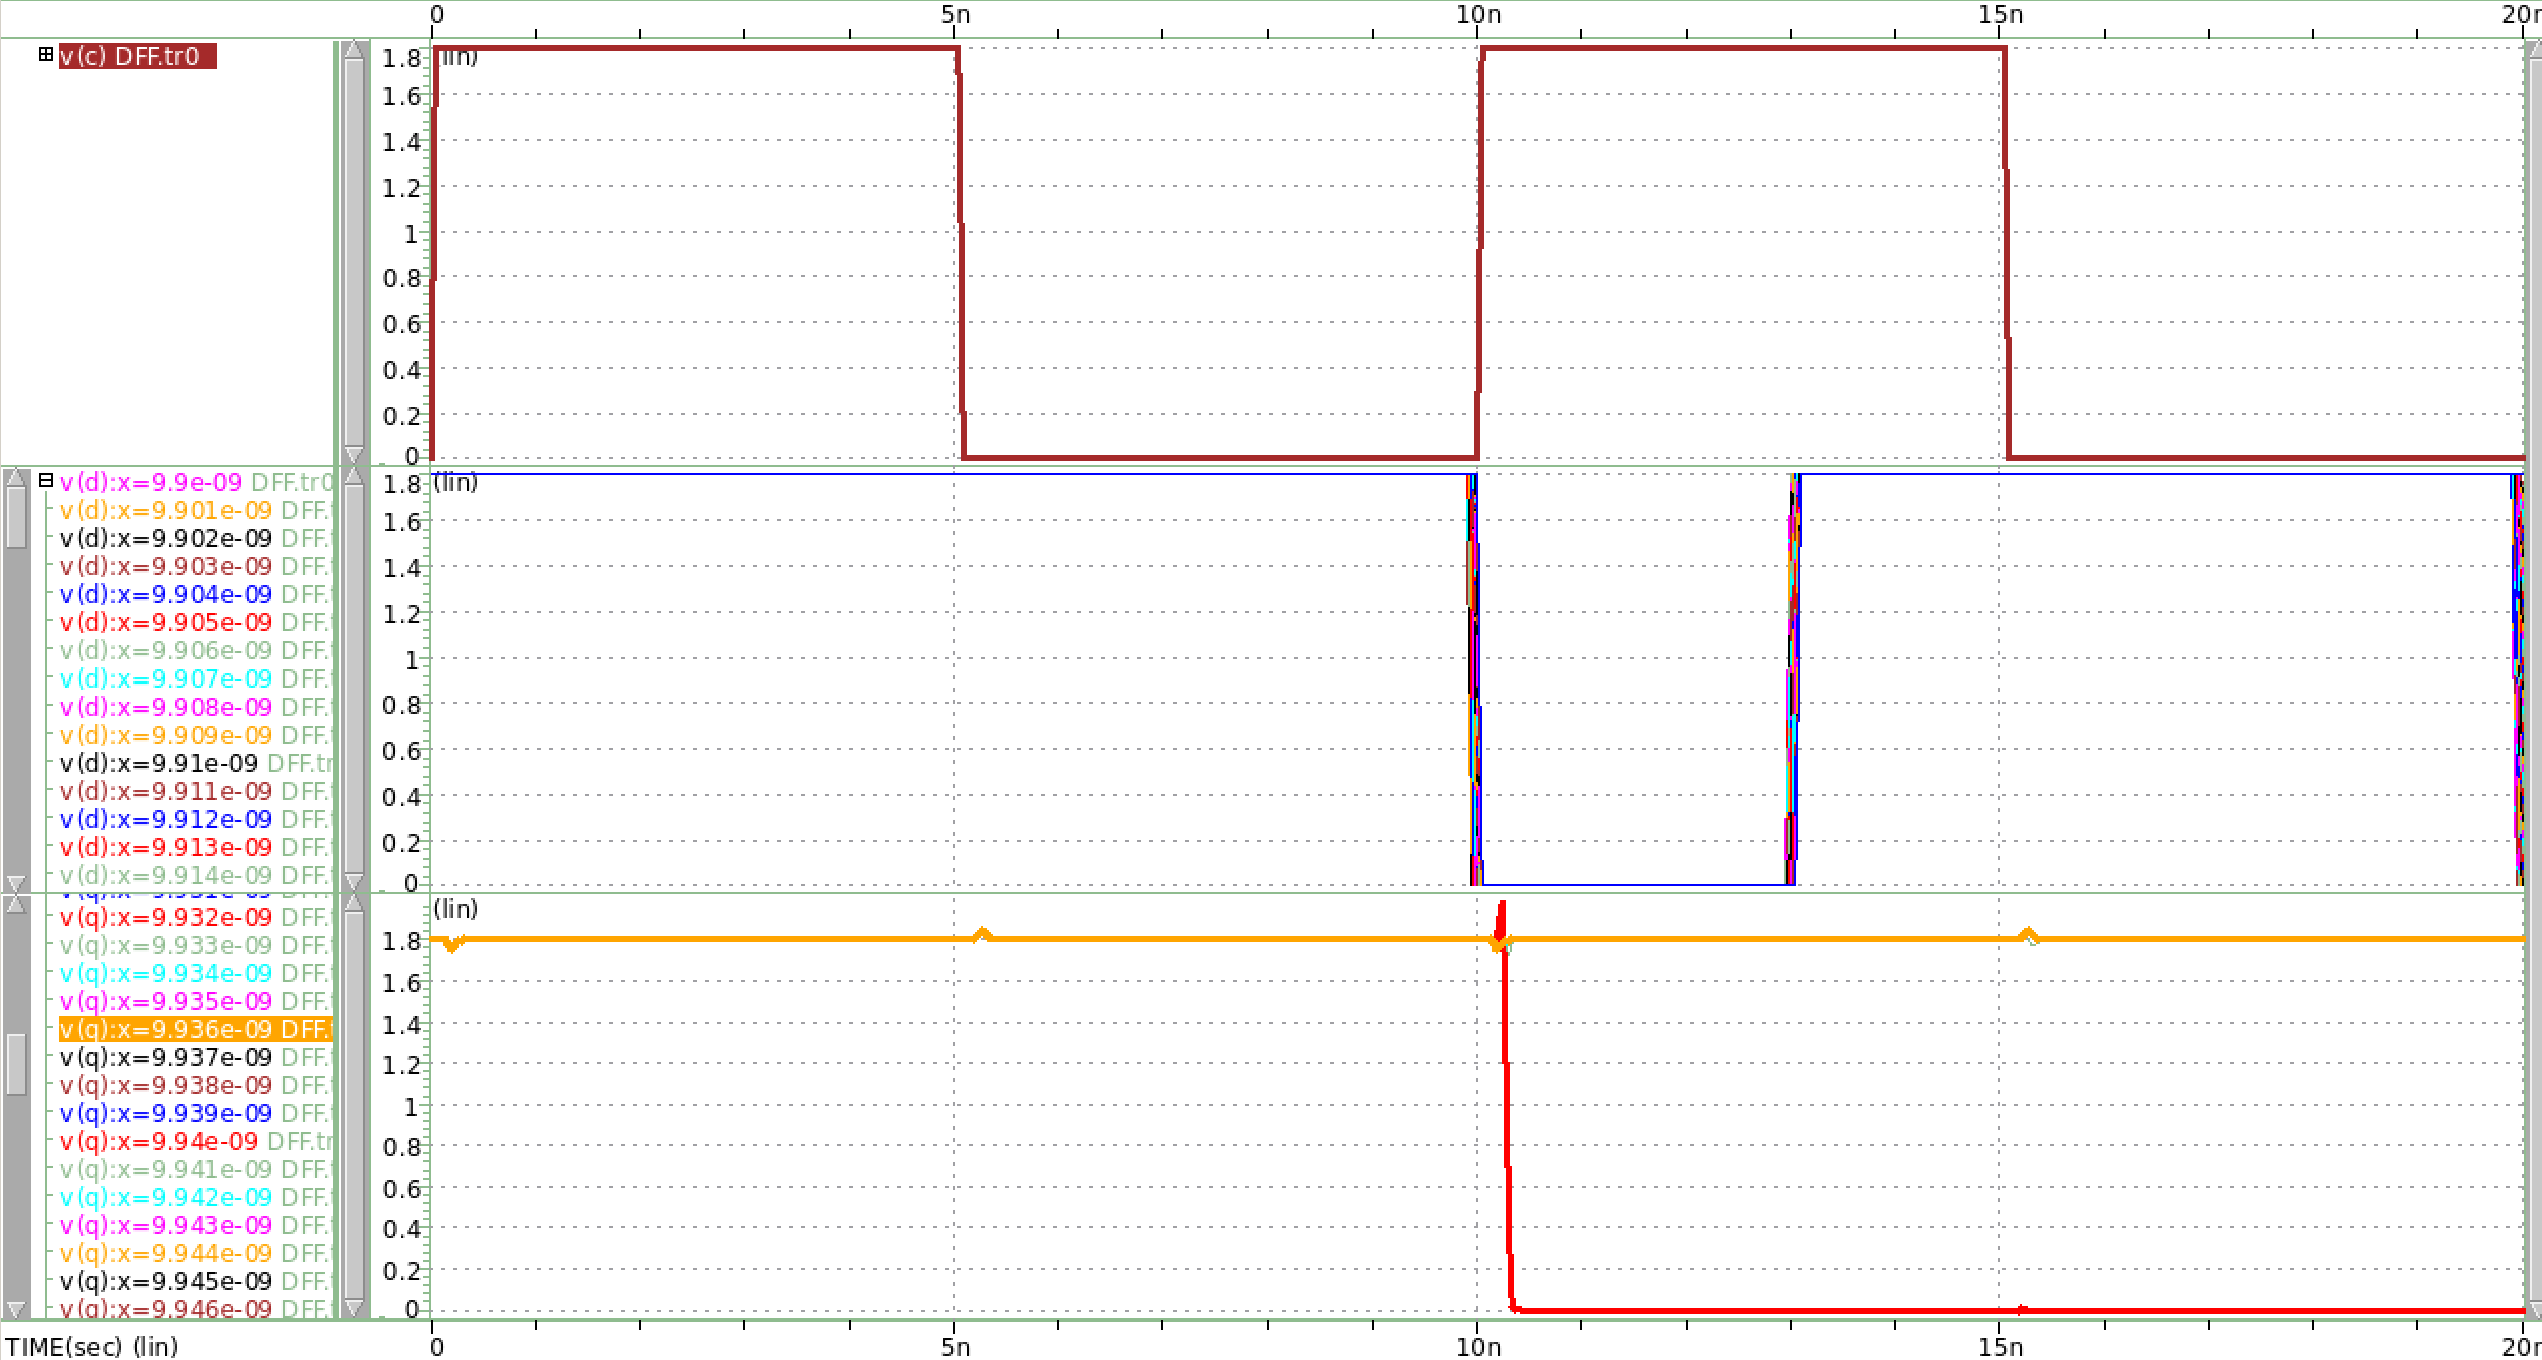 0 5n 10n 15n 20n
v(c) DFF.tr0
(lin)
1.8
1.6
1.4
1.2
1
0.8
0.6
0.4
0.2
0
v(d):x=9.9e-09 DFF.tr0
v(d):x=9.901e-09 DFF.
v(d):x=9.902e-09 DFF.
v(d):x=9.903e-09 DFF.
v(d):x=9.904e-09 DFF.
v(d):x=9.905e-09 DFF.
v(d):x=9.906e-09 DFF.
v(d):x=9.907e-09 DFF.
v(d):x=9.908e-09 DFF.
v(d):x=9.909e-09 DFF.
v(d):x=9.91e-09 DFF.tr
v(d):x=9.911e-09 DFF.
v(d):x=9.912e-09 DFF.
v(d):x=9.913e-09 DFF.
v(d):x=9.914e-09 DFF.
(lin)
1.8
1.6
1.4
1.2
1
0.8
0.6
0.4
0.2
0
v(q):x=9.932e-09 DFF.
v(q):x=9.933e-09 DFF.
v(q):x=9.934e-09 DFF.
v(q):x=9.935e-09 DFF.
v(q):x=9.936e-09 DFF.
v(q):x=9.937e-09 DFF.
v(q):x=9.938e-09 DFF.
v(q):x=9.939e-09 DFF.
v(q):x=9.94e-09 DFF.tr
v(q):x=9.941e-09 DFF.
v(q):x=9.942e-09 DFF.
v(q):x=9.943e-09 DFF.
v(q):x=9.944e-09 DFF.
v(q):x=9.945e-09 DFF.
v(q):x=9.946e-09 DFF.
(lin)
1.8
1.6
1.4
1.2
1
0.8
0.6
0.4
0.2
0
TIME(sec) (lin)
0 5n 10n 15n 20n